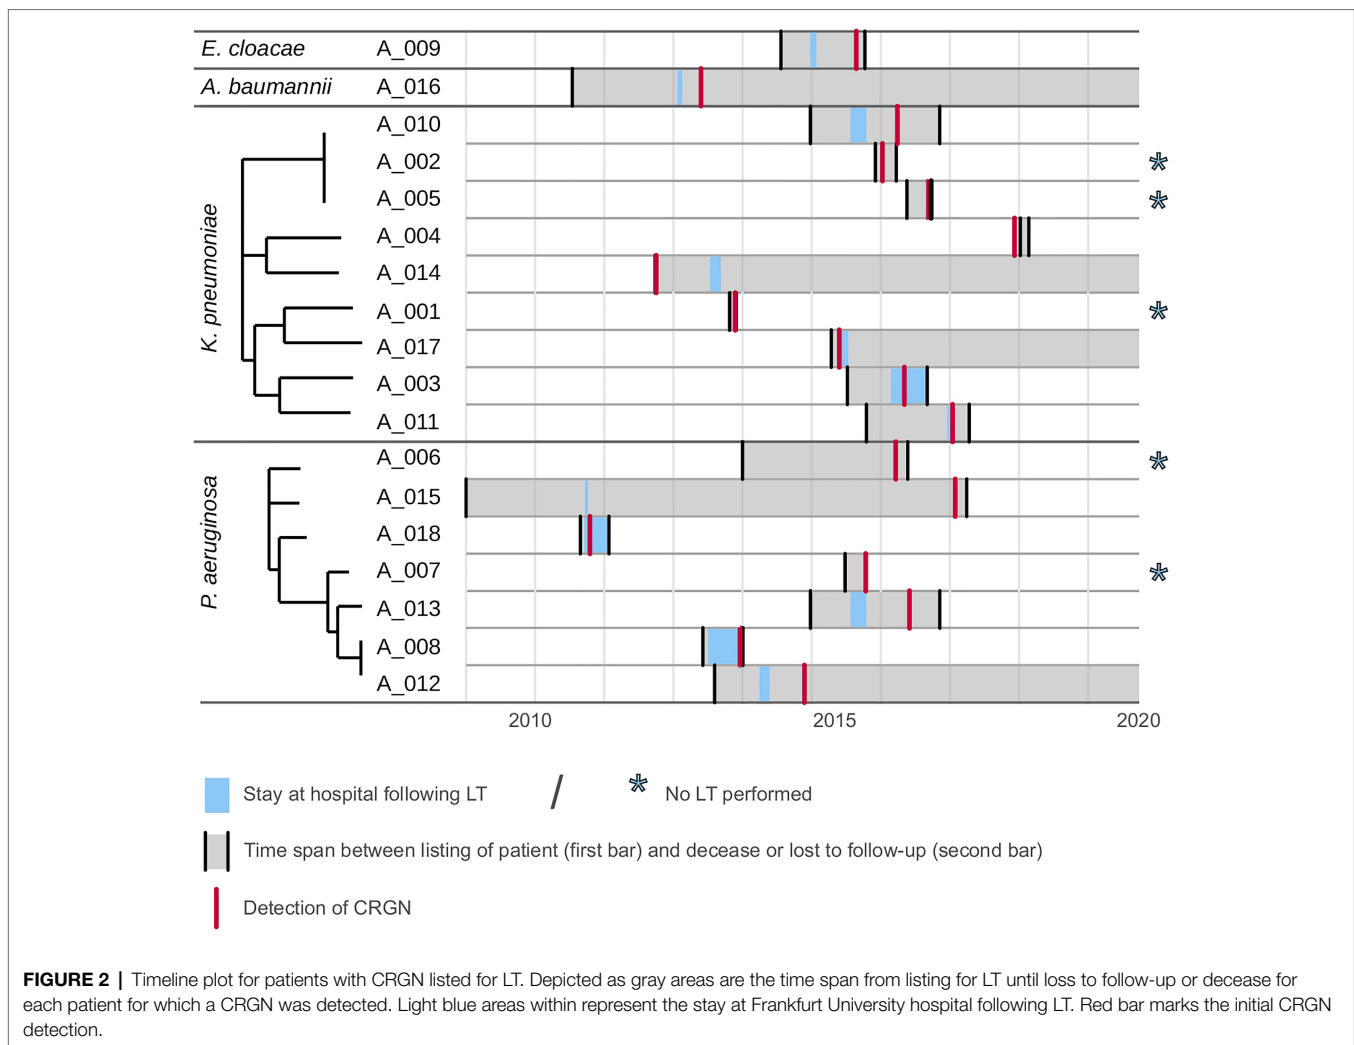 E. cloacae A_009
A. baumannii A_016
K. pneumoniae
A_010
A_002 *
A_005 *
A_004
A_014
A_001 *
A_017
A_003
A_011
P. aeruginosa
A_006 *
A_015
A_018
A_007 *
A_013
A_008
A_012
2010 2015 2020
Stay at hospital following LT / * No LT performed
Time span between listing of patient (first bar) and decease or lost to follow-up (second bar)
Detection of CRGN
FIGURE 2 | Timeline plot for patients with CRGN listed for LT. Depicted as gray areas are the time span from listing for LT until loss to follow-up or decease for
each patient for which a CRGN was detected. Light blue areas within represent the stay at Frankfurt University hospital following LT. Red bar marks the initial CRGN
detection.